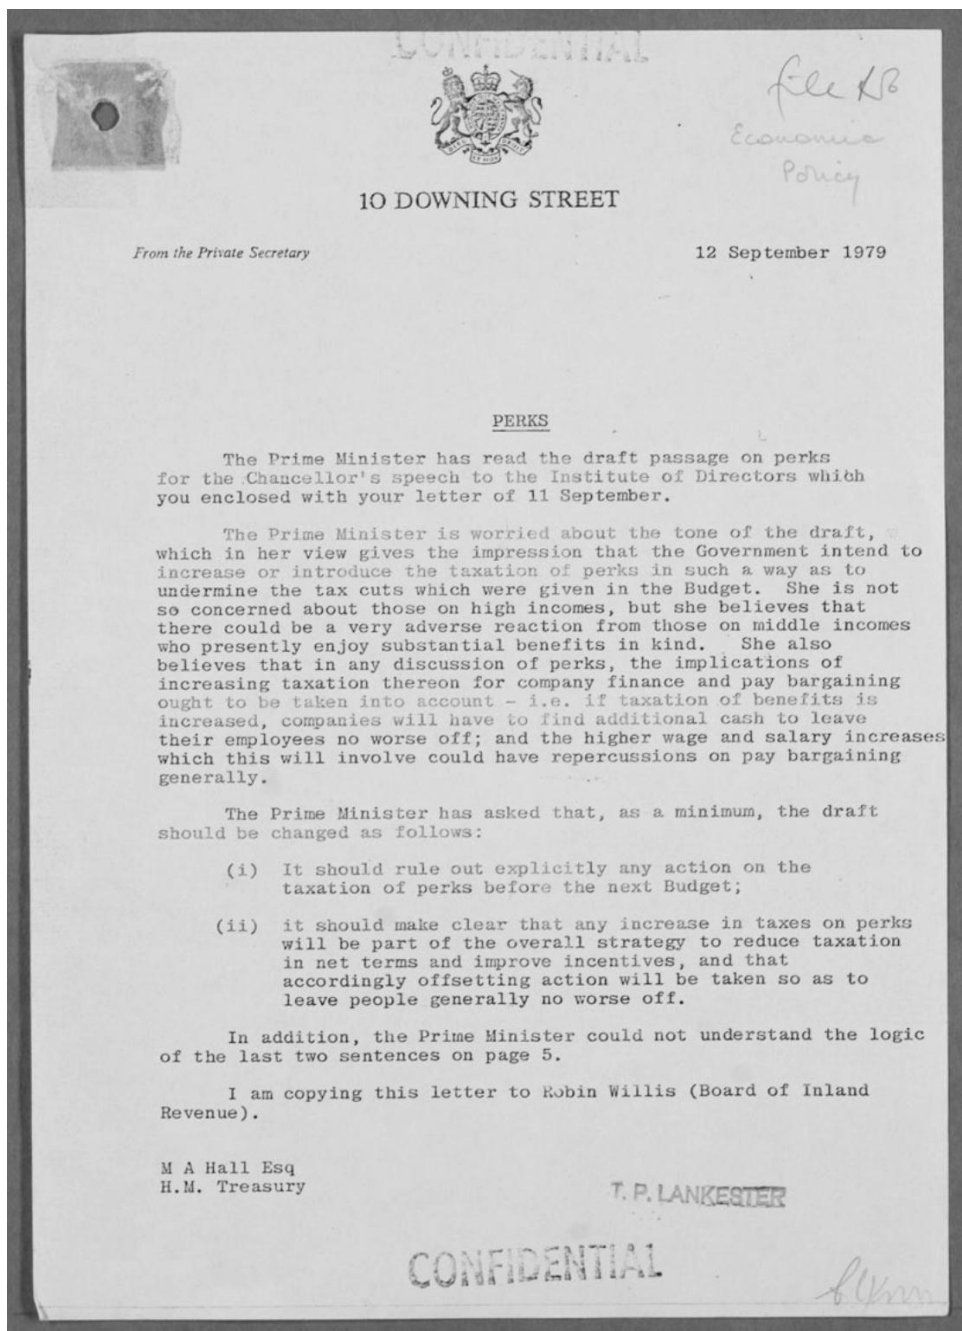 CONFIDENTIAL
file
Economic
Policy
10 DOWNING STREET
From the Private Secretary
12 September 1979
PERKS
The Prime Minister has read the draft passage on perks
for the Chancellor's speech to the Institute of Directors which
you enclosed with your letter of 11 September.
The Prime Minister is worried about the tone of the draft,
which in her view gives the impression that the Government intend to
increase or introduce the taxation of perks in such a way as to
undermine the tax cuts which were given in the Budget. She is not
so concerned about those on high incomes, but she believes that
there could be a very adverse reaction from those on middle incomes
who presently enjoy substantial benefits in kind. She also
believes that in any discussion of perks, the implications of
increasing taxation thereon for company finance and pay bargaining
ought to be taken into account - i.e. if taxation of benefits is
increased, companies will have to find additional cash to leave
their employees no worse off; and the higher wage and salary increases
which this will involve could have repercussions on pay bargaining
generally.
The Prime Minister has asked that, as a minimum, the draft
should be changed as follows:
(i) It should rule out explicitly any action on the
taxation of perks before the next Budget;
(ii) it should make clear that any increase in taxes on perks
will be part of the overall strategy to reduce taxation
in net terms and improve incentives, and that
accordingly offsetting action will be taken so as to
leave people generally no worse off.
In addition, the Prime Minister could not understand the logic
of the last two sentences on page 5.
I am copying this letter to Robin Willis (Board of Inland
Revenue).
M A Hall Esq
H.M. Treasury
T. P. LANKESTER
CONFIDENTIAL